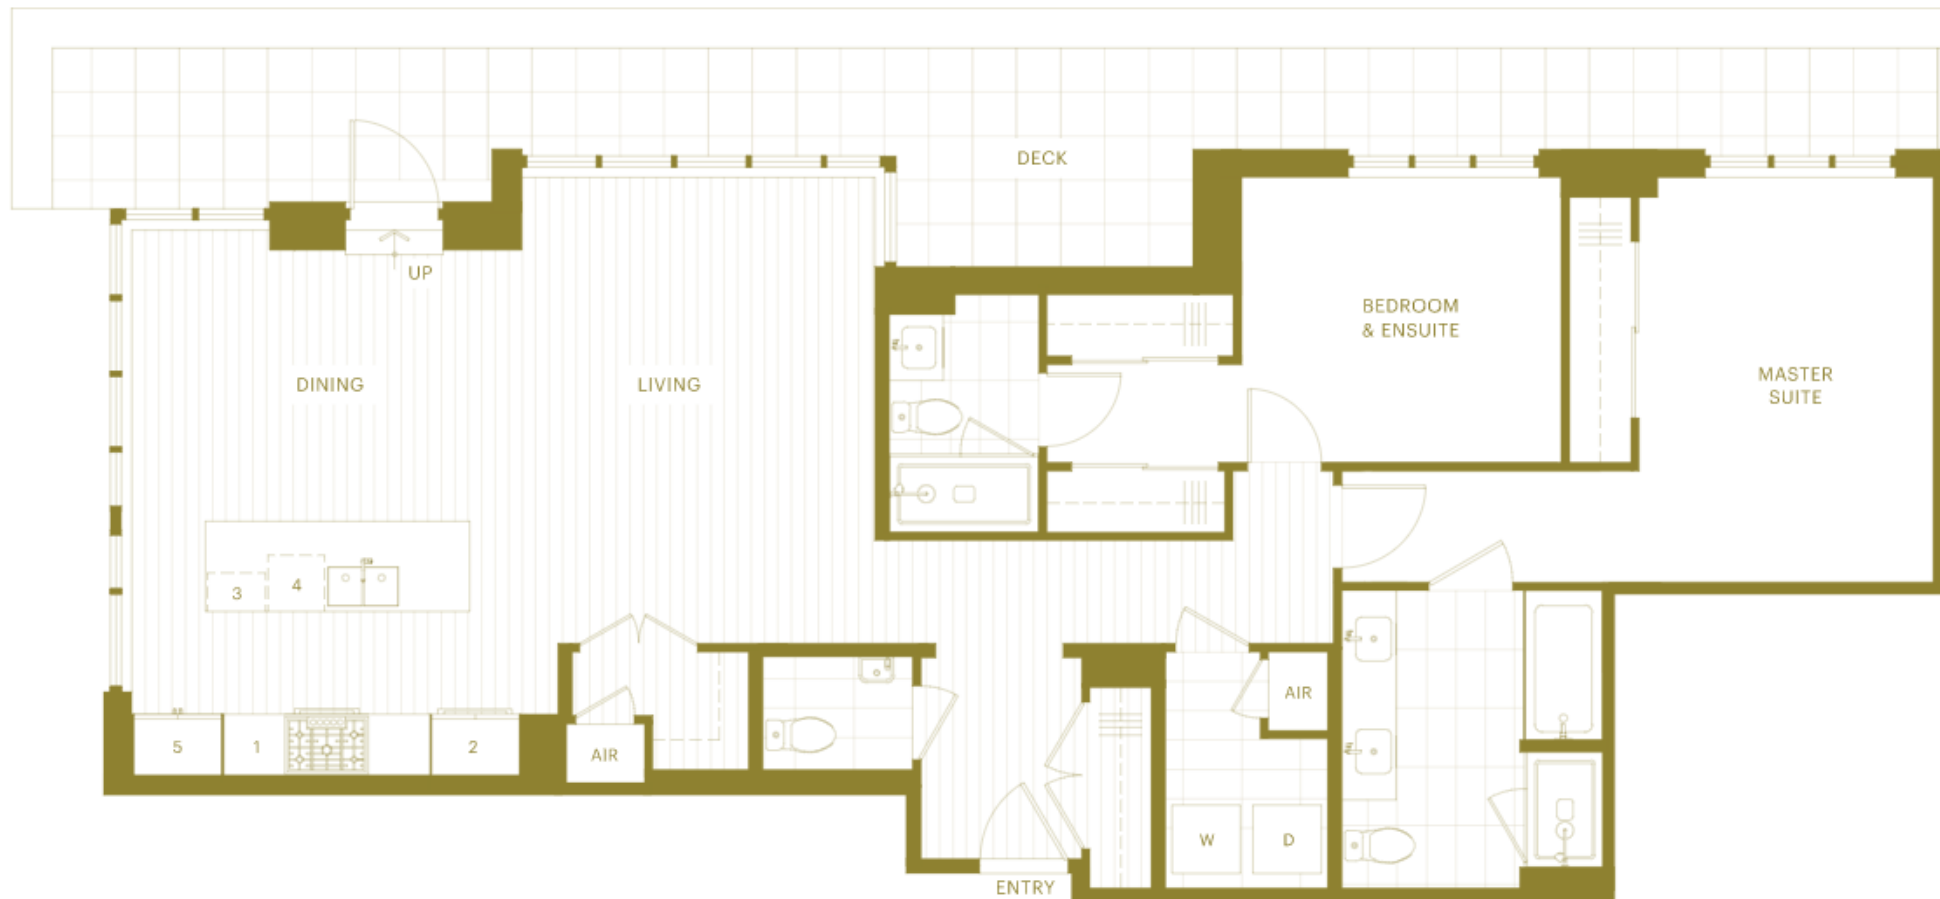 DECK
UP
BEDROOM
& ENSUITE
DINING
LIVING
MASTER
SUITE
3
4
5
1
2
AIR
AIR
W
D
ENTRY